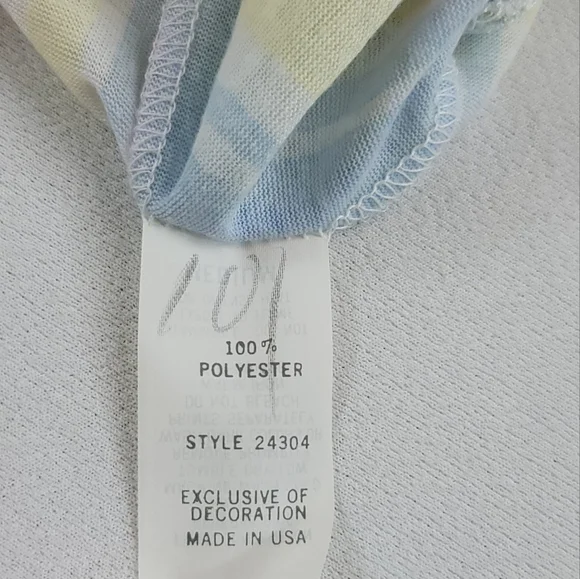 101
100%
POLYESTER
STYLE 24304
EXCLUSIVE OF
DECORATION
MADE IN USA